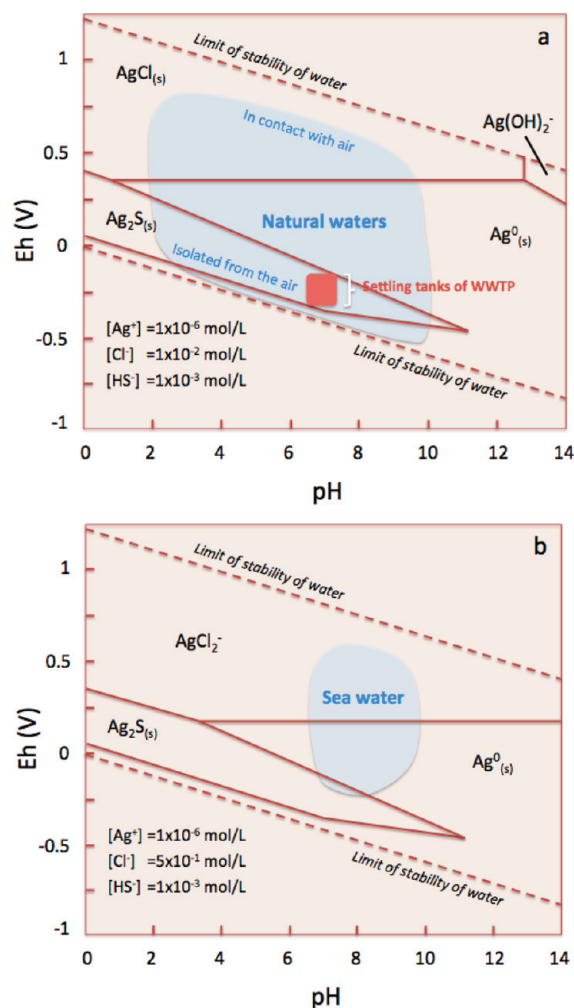 a
1
0.5
0
-0.5
-1
Eh (V)
0 2 4 6 8 10 12 14
pH
Limit of stability of water
AgCl(s)
In contact with air
Ag(OH)₂⁻
Ag₂S(s)
Natural waters
Ag⁰(s)
Isolated from the air
Settling tanks of WWTP
[Ag⁺] =1x10⁻⁶ mol/L
[Cl⁻] =1x10⁻² mol/L
[HS⁻] =1x10⁻³ mol/L
Limit of stability of water
b
1
0.5
0
-0.5
-1
Eh (V)
0 2 4 6 8 10 12 14
pH
Limit of stability of water
AgCl₂⁻
Sea water
Ag₂S(s)
Ag⁰(s)
[Ag⁺] =1x10⁻⁶ mol/L
[Cl⁻] =5x10⁻¹ mol/L
[HS⁻] =1x10⁻³ mol/L
Limit of stability of water